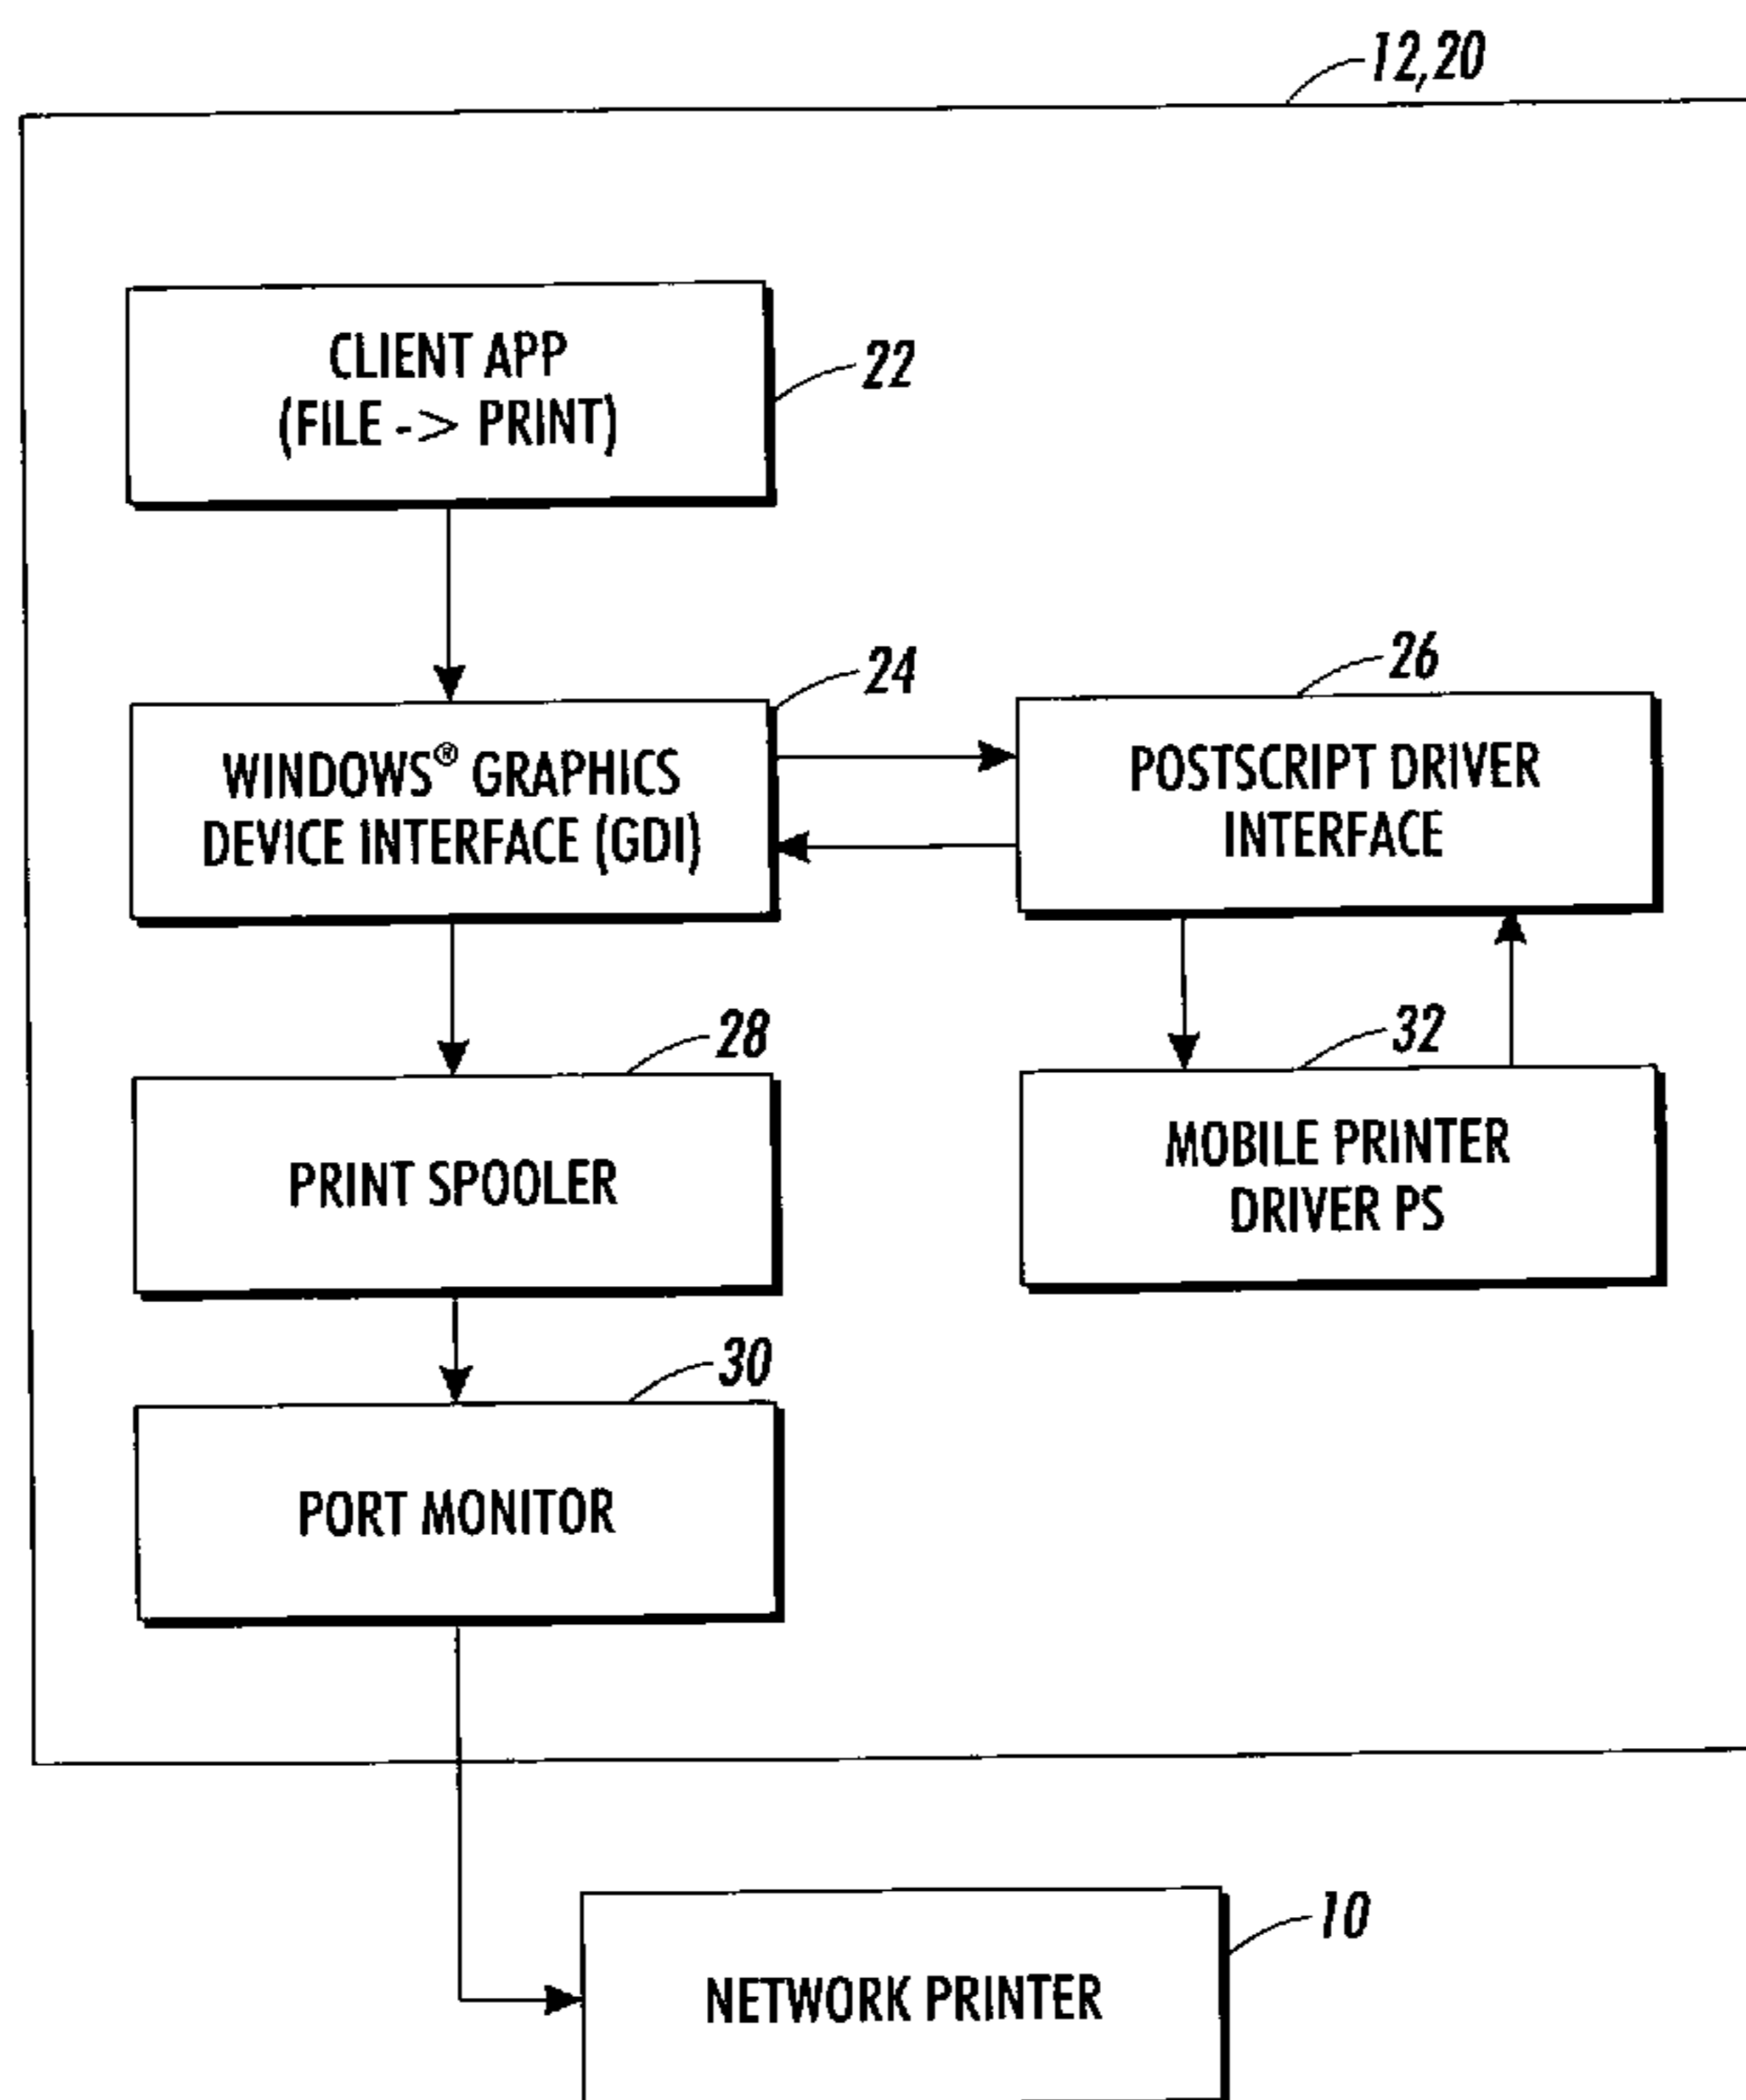 12,20
CLIENT APP
(FILE -> PRINT)
22
24
WINDOWS® GRAPHICS
DEVICE INTERFACE (GDI)
26
POSTSCRIPT DRIVER
INTERFACE
28
PRINT SPOOLER
32
MOBILE PRINTER
DRIVER PS
30
PORT MONITOR
10
NETWORK PRINTER